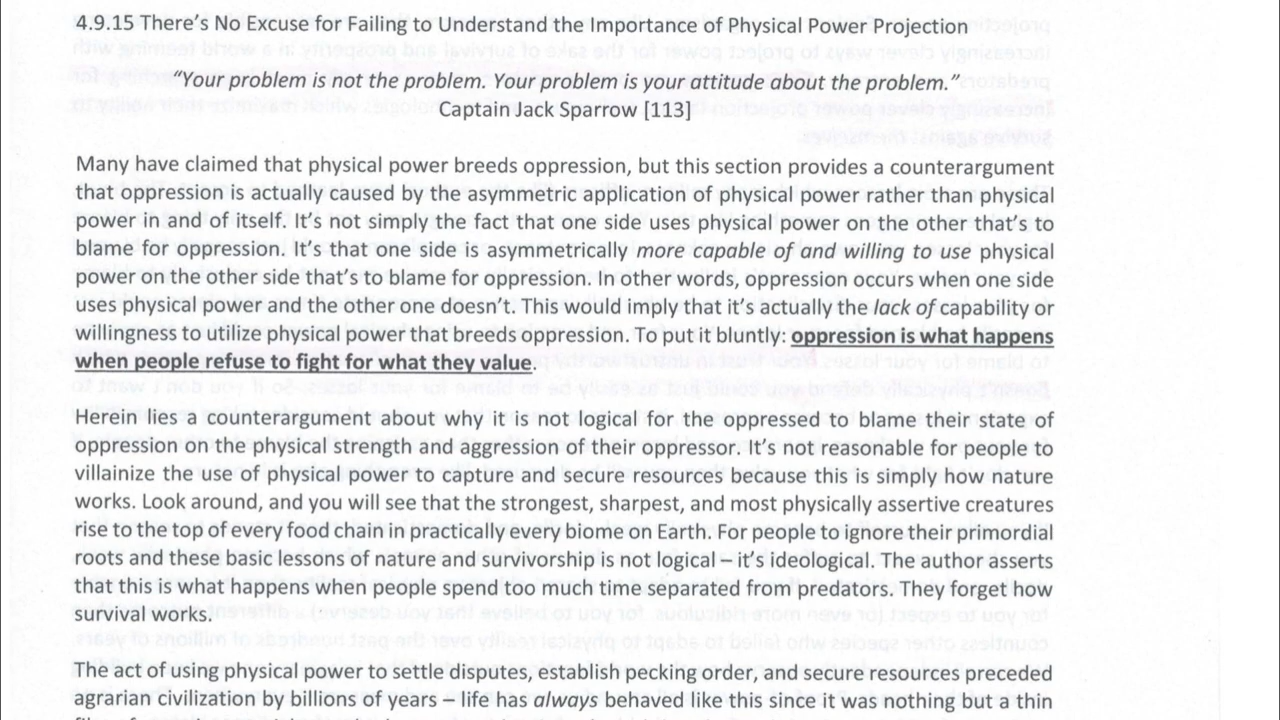 4.9.15 There's No Excuse for Failing to Understand the Importance of Physical Power Projection
“Your problem is not the problem. Your problem is your attitude about the problem.”
Captain Jack Sparrow [113]
Many have claimed that physical power breeds oppression, but this section provides a counterargument
that oppression is actually caused by the asymmetric application of physical power rather than physical
power in and of itself. It's not simply the fact that one side uses physical power on the other that's to
blame for oppression. It's that one side is asymmetrically more capable of and willing to use physical
power on the other side that's to blame for oppression. In other words, oppression occurs when one side
uses physical power and the other one doesn't. This would imply that it's actually the lack of capability or
willingness to utilize physical power that breeds oppression. To put it bluntly: oppression is what happens
when people refuse to fight for what they value.
Herein lies a counterargument about why it is not logical for the oppressed to blame their state of
oppression on the physical strength and aggression of their oppressor. It's not reasonable for people to
villainize the use of physical power to capture and secure resources because this is simply how nature
works. Look around, and you will see that the strongest, sharpest, and most physically assertive creatures
rise to the top of every food chain in practically every biome on Earth. For people to ignore their primordial
roots and these basic lessons of nature and survivorship is not logical – it's ideological. The author asserts
that this is what happens when people spend too much time separated from predators. They forget how
survival works.
The act of using physical power to settle disputes, establish pecking order, and secure resources preceded
agrarian civilization by billions of years – life has always behaved like this since it was nothing but a thin